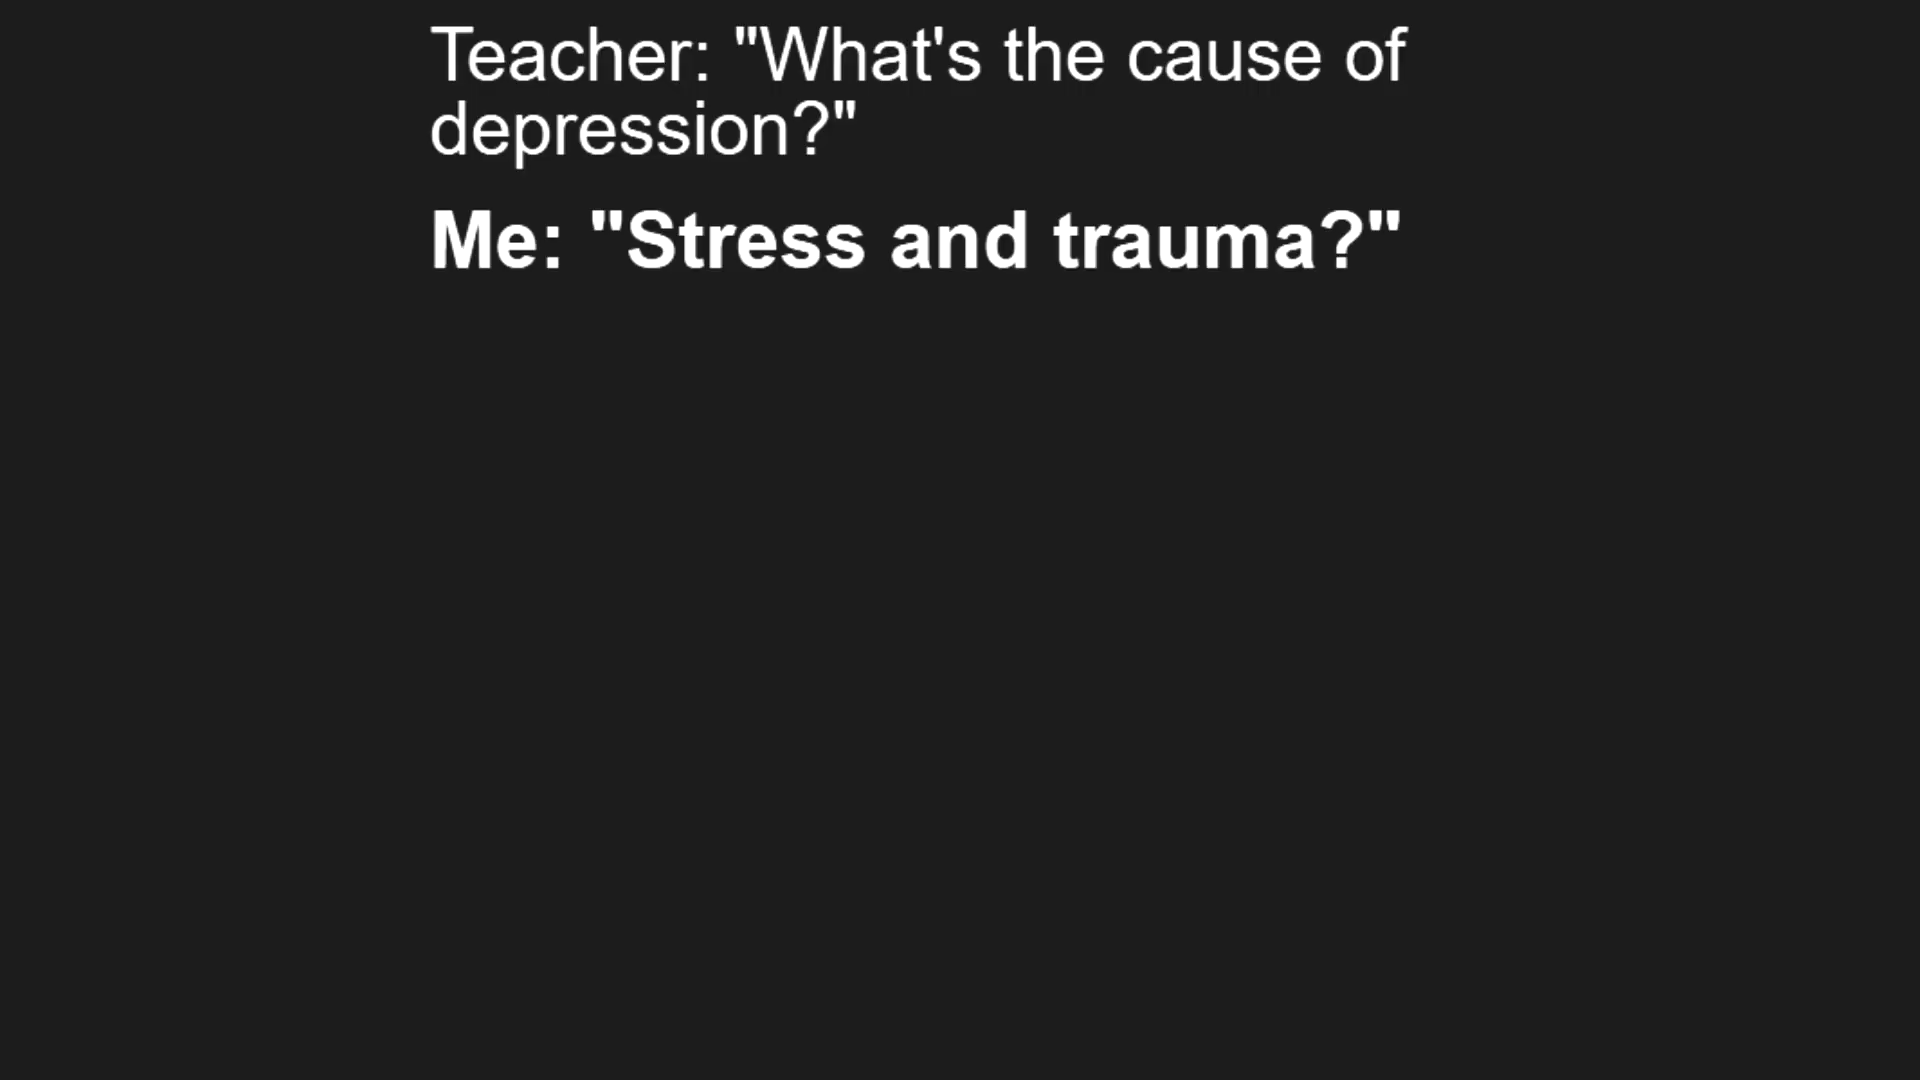 Teacher: "What's the cause of
depression?"
Me: "Stress and trauma?"